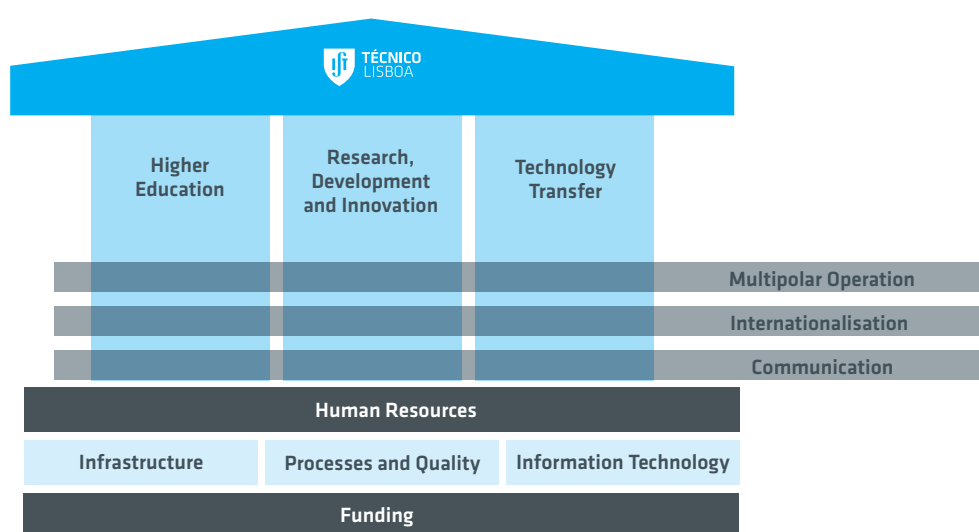 TÉCNICO
LISBOA
Higher
Education
Research,
Development
and Innovation
Technology
Transfer
Multipolar Operation
Internationalisation
Communication
Human Resources
Infrastructure
Processes and Quality
Information Technology
Funding